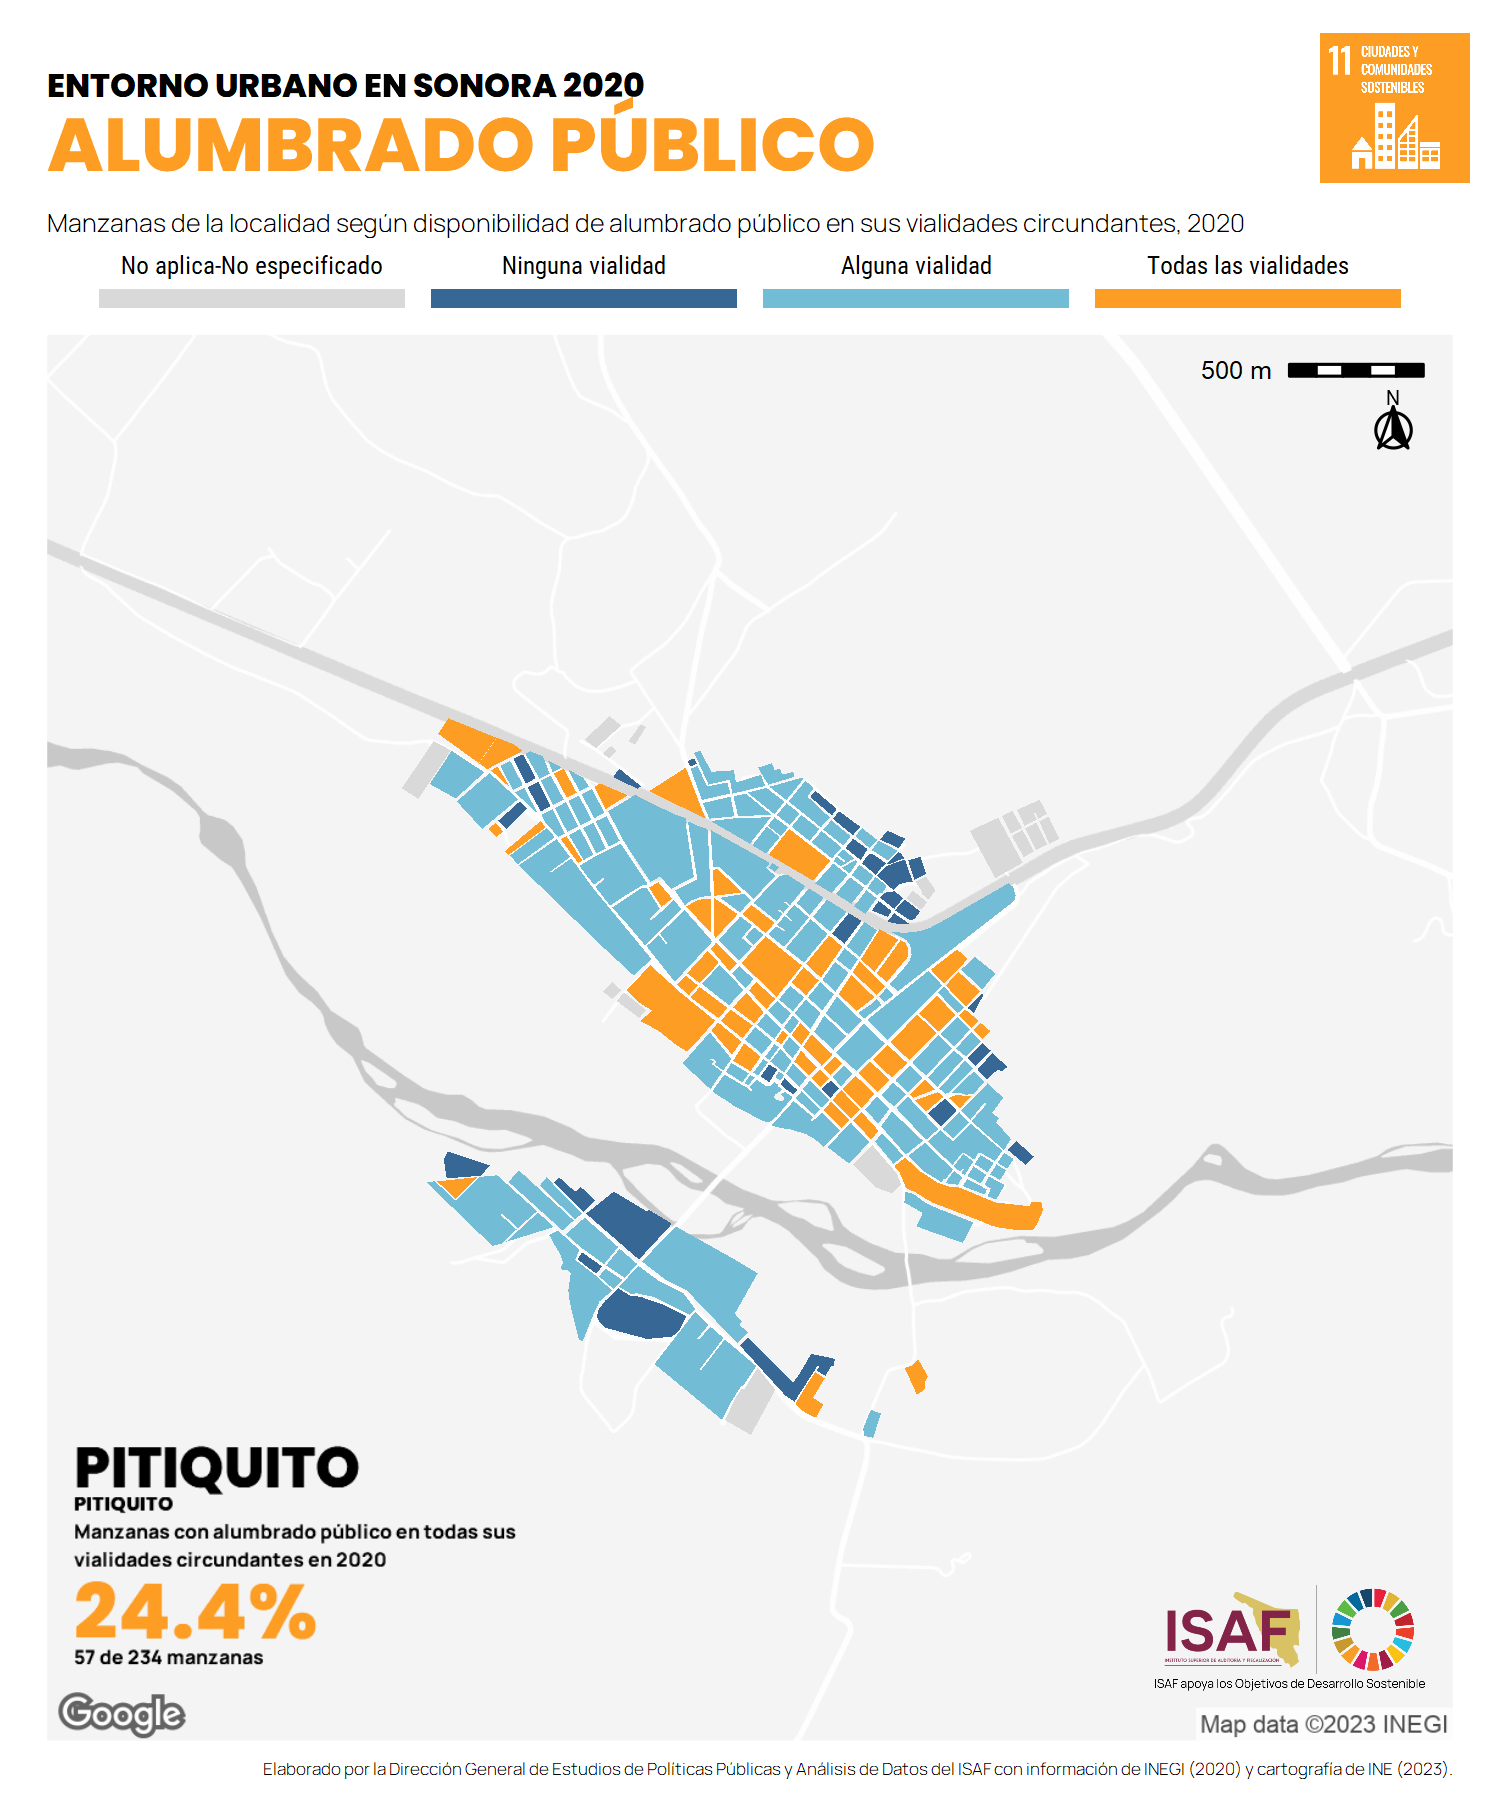 ENTORNO URBANO EN SONORA 2020
ALUMBRADO PÚBLICO
11 CIUDADES Y
COMUNIDADES
SOSTENIBLES
Manzanas de la localidad según disponibilidad de alumbrado público en sus vialidades circundantes, 2020
No aplica-No especificado
Ninguna vialidad
Alguna vialidad
Todas las vialidades
500 m
N
PITIQUITO
PITIQUITO
Manzanas con alumbrado público en todas sus
vialidades circundantes en 2020
24.4%
57 de 234 manzanas
Google
ISAF
INSTITUTO SUPERIOR DE AUDITORÍA Y FISCALIZACIÓN
ISAF apoya los Objetivos de Desarrollo Sostenible
Map data ©2023 INEGI
Elaborado por la Dirección General de Estudios de Políticas Públicas y Análisis de Datos del ISAF con información de INEGI (2020) y cartografía de INE (2023).